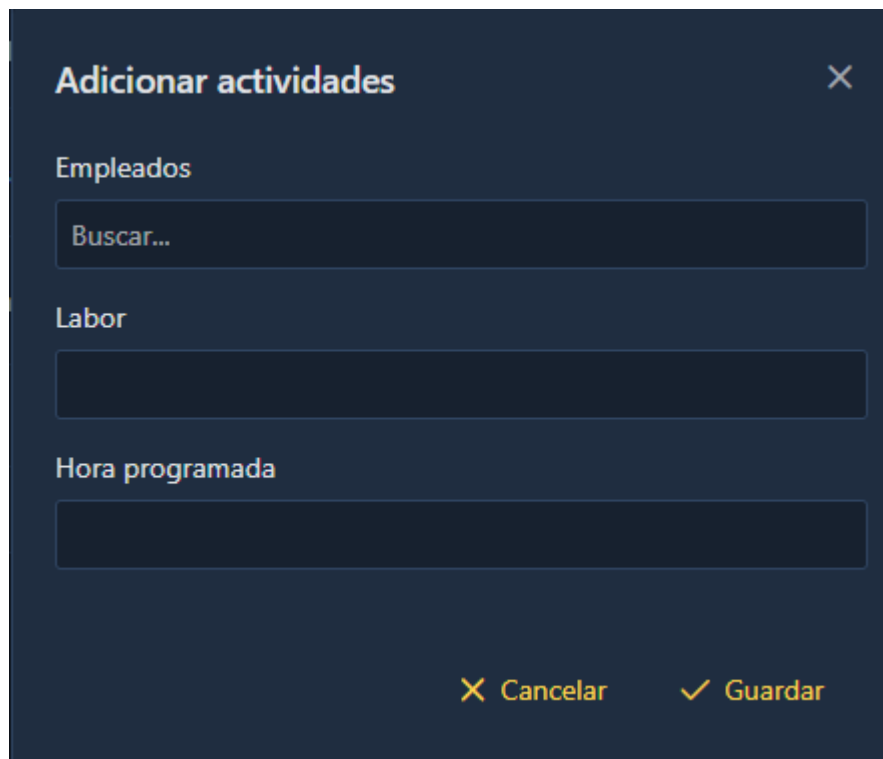 Adicionar actividades
Empleados
Buscar...
Labor
Hora programada
Cancelar Guardar